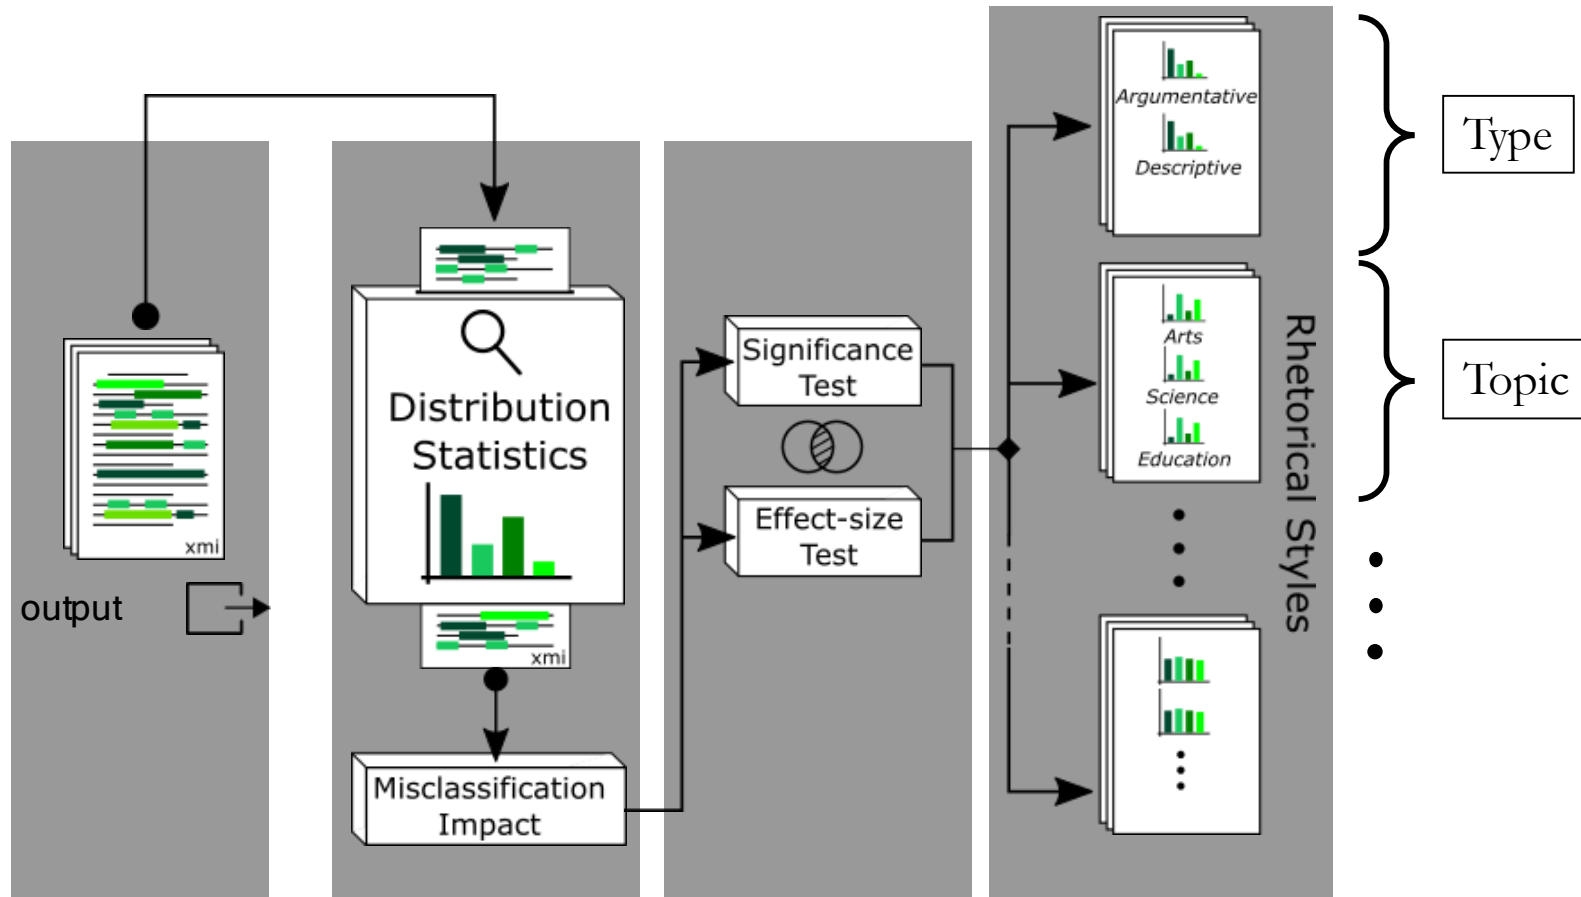 xmi
output
Distribution
Statistics
xmi
Misclassification
Impact
Significance
Test
Effect-size
Test
Argumentative
Descriptive
Arts
Science
Education
Rhetorical Styles
Type
Topic